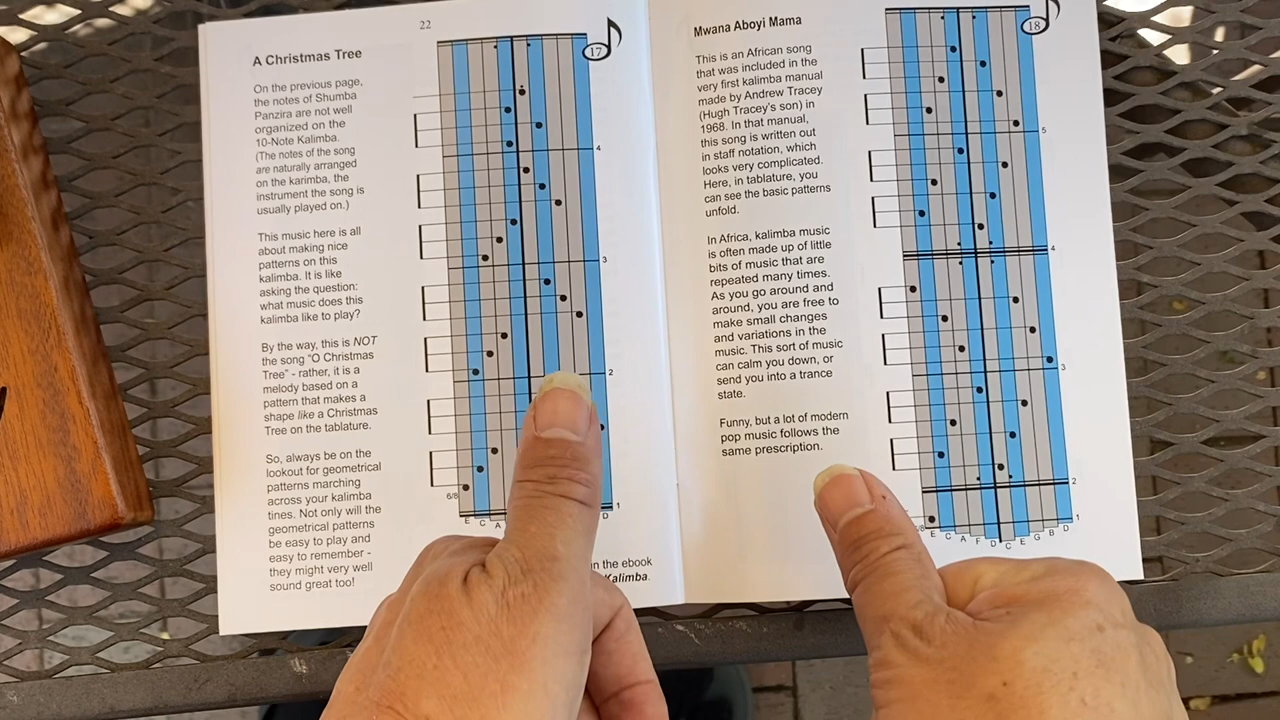 22
A Christmas Tree
On the previous page,
the notes of Shumba
Panzira are not well
organized on the
10-Note Kalimba.
(The notes of the song
are naturally arranged
on the karimba, the
instrument the song is
usually played on.)
This music here is all
about making nice
patterns on this
kalimba. It is like
asking the question:
what music does this
kalimba like to play?
By the way, this is NOT
the song "O Christmas
Tree" - rather, it is a
melody based on a
pattern that makes a
shape like a Christmas
Tree on the tablature.
So, always be on the
lookout for geometrical
patterns marching
across your kalimba
tines. Not only will the
geometrical patterns
be easy to play and
easy to remember -
they might very well
sound great too!
17
4
3
2
1
6/8
E C A
D
n the ebook
Kalimba.
Mwana Aboyi Mama
This is an African song
that was included in the
very first kalimba manual
made by Andrew Tracey
(Hugh Tracey's son) in
1968. In that manual,
this song is written out
in staff notation, which
looks very complicated.
Here, in tablature, you
can see the basic patterns
unfold.
In Africa, kalimba music
is often made up of little
bits of music that are
repeated many times.
As you go around and
around, you are free to
make small changes
and variations in the
music. This sort of music
can calm you down, or
send you into a trance
state.
Funny, but a lot of modern
pop music follows the
same prescription.
18
5
4
3
2
1
/8
E C A F D C E G B D